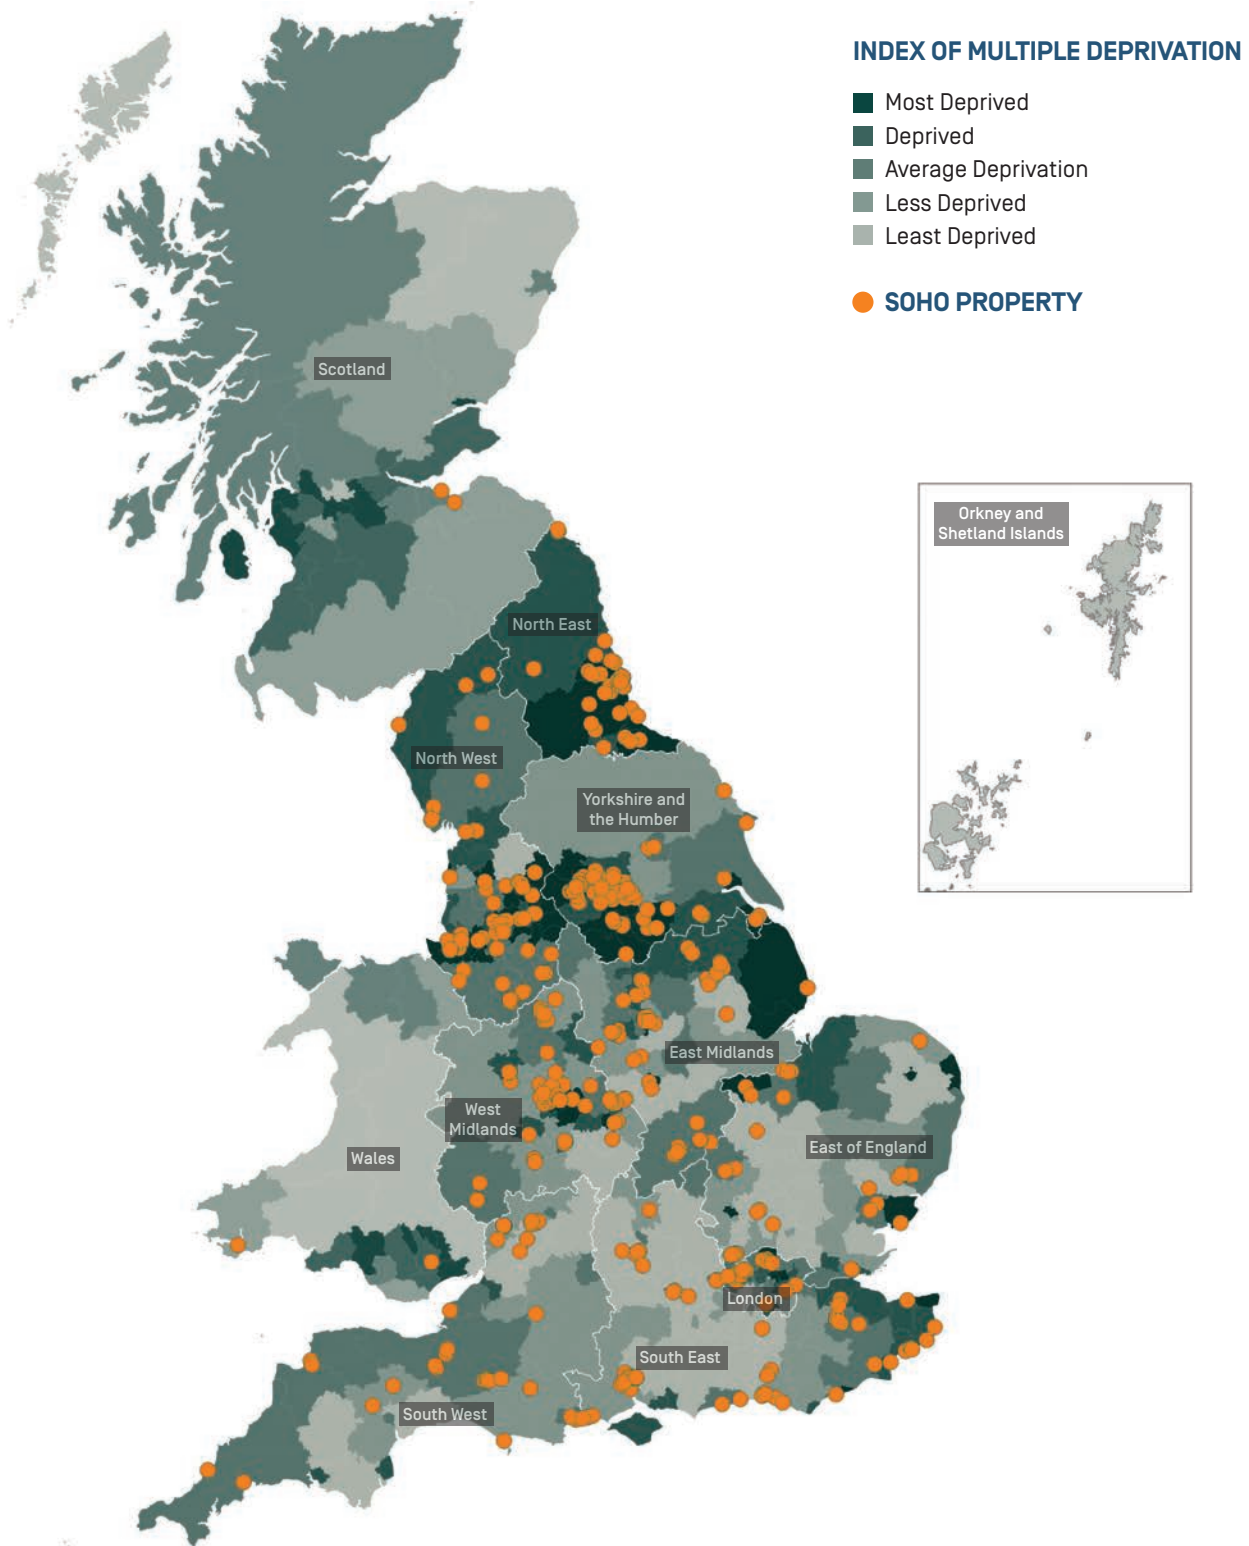 INDEX OF MULTIPLE DEPRIVATION
Most Deprived
Deprived
Average Deprivation
Less Deprived
Least Deprived
SOHO PROPERTY
Scotland
Orkney and
Shetland Islands
North East
North West
Yorkshire and
the Humber
East Midlands
West
Midlands
East of England
Wales
London
South East
South West